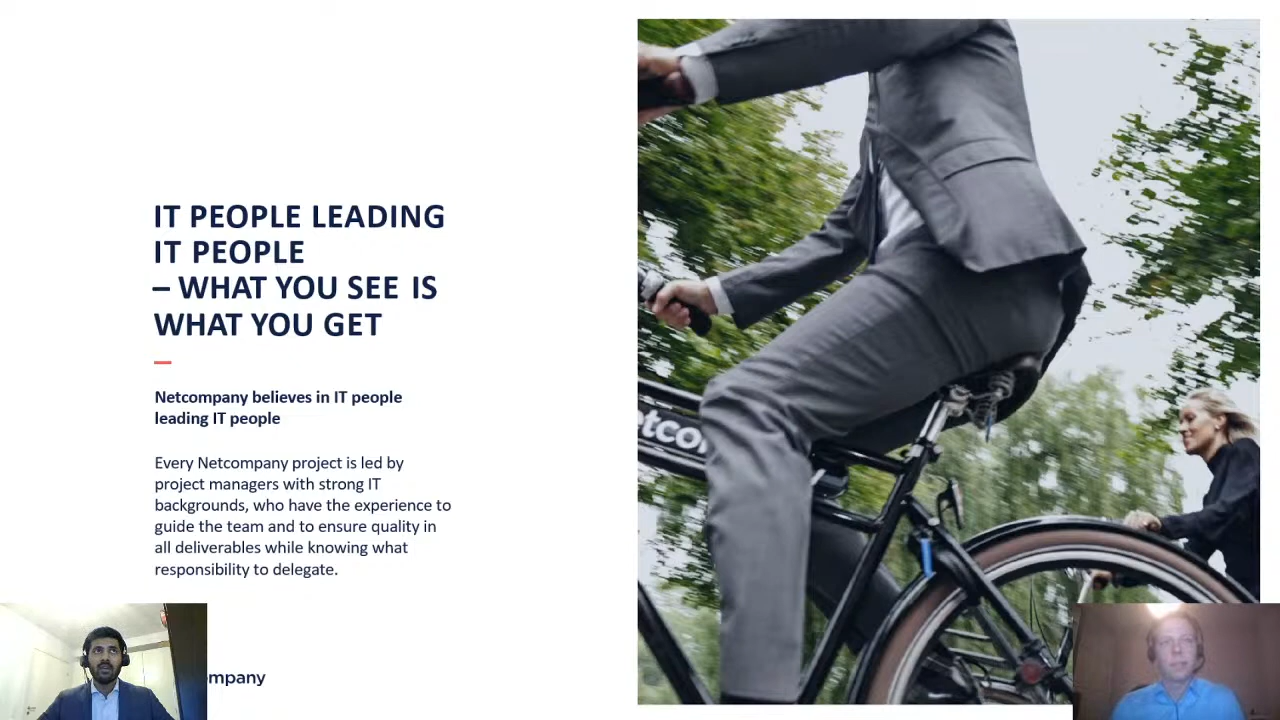 IT PEOPLE LEADING
IT PEOPLE
– WHAT YOU SEE IS
WHAT YOU GET
Netcompany believes in IT people
leading IT people
Every Netcompany project is led by
project managers with strong IT
backgrounds, who have the experience to
guide the team and to ensure quality in
all deliverables while knowing what
responsibility to delegate.
etco
ompany